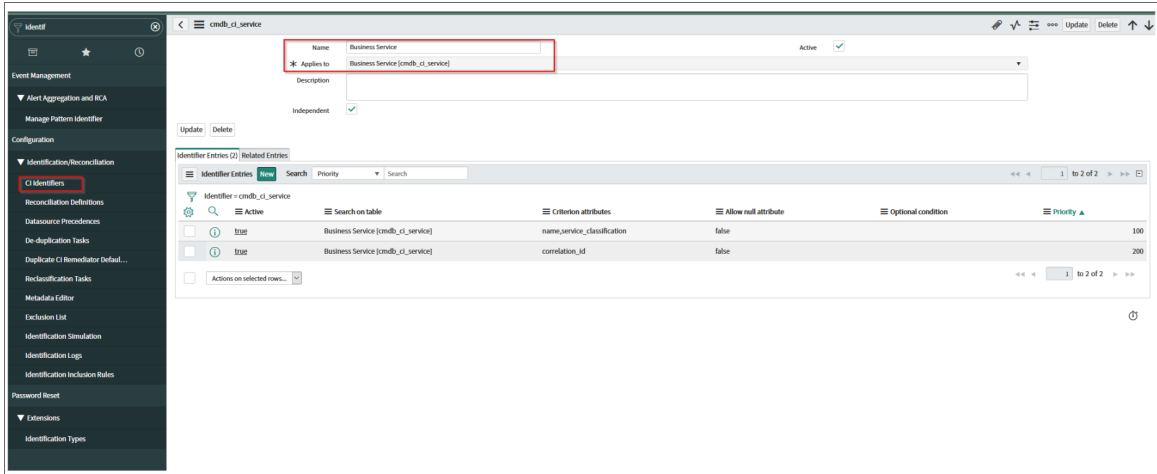 identif
cmdb_ci_service
Update Delete
Name Business Service
Active
Applies to Business Service [cmdb_ci_service]
Description
Independent
Update Delete
Event Management
Alert Aggregation and RCA
Manage Pattern Identifier
Configuration
Identification/Reconciliation
CI Identifiers
Reconciliation Definitions
Datasource Precedences
De-duplication Tasks
Duplicate CI Remediator Defaul...
Reclassification Tasks
Metadata Editor
Exclusion List
Identification Simulation
Identification Logs
Identification Inclusion Rules
Password Reset
Extensions
Identification Types
Identifier Entries (2) Related Entries
Identifier Entries New Search Priority Search 1 to 2 of 2
Identifier = cmdb_ci_service
Active Search on table Criterion attributes Allow null attribute Optional condition Priority
true Business Service [cmdb_ci_service] name,service_classification false 100
true Business Service [cmdb_ci_service] correlation_id false 200
Actions on selected rows... 1 to 2 of 2